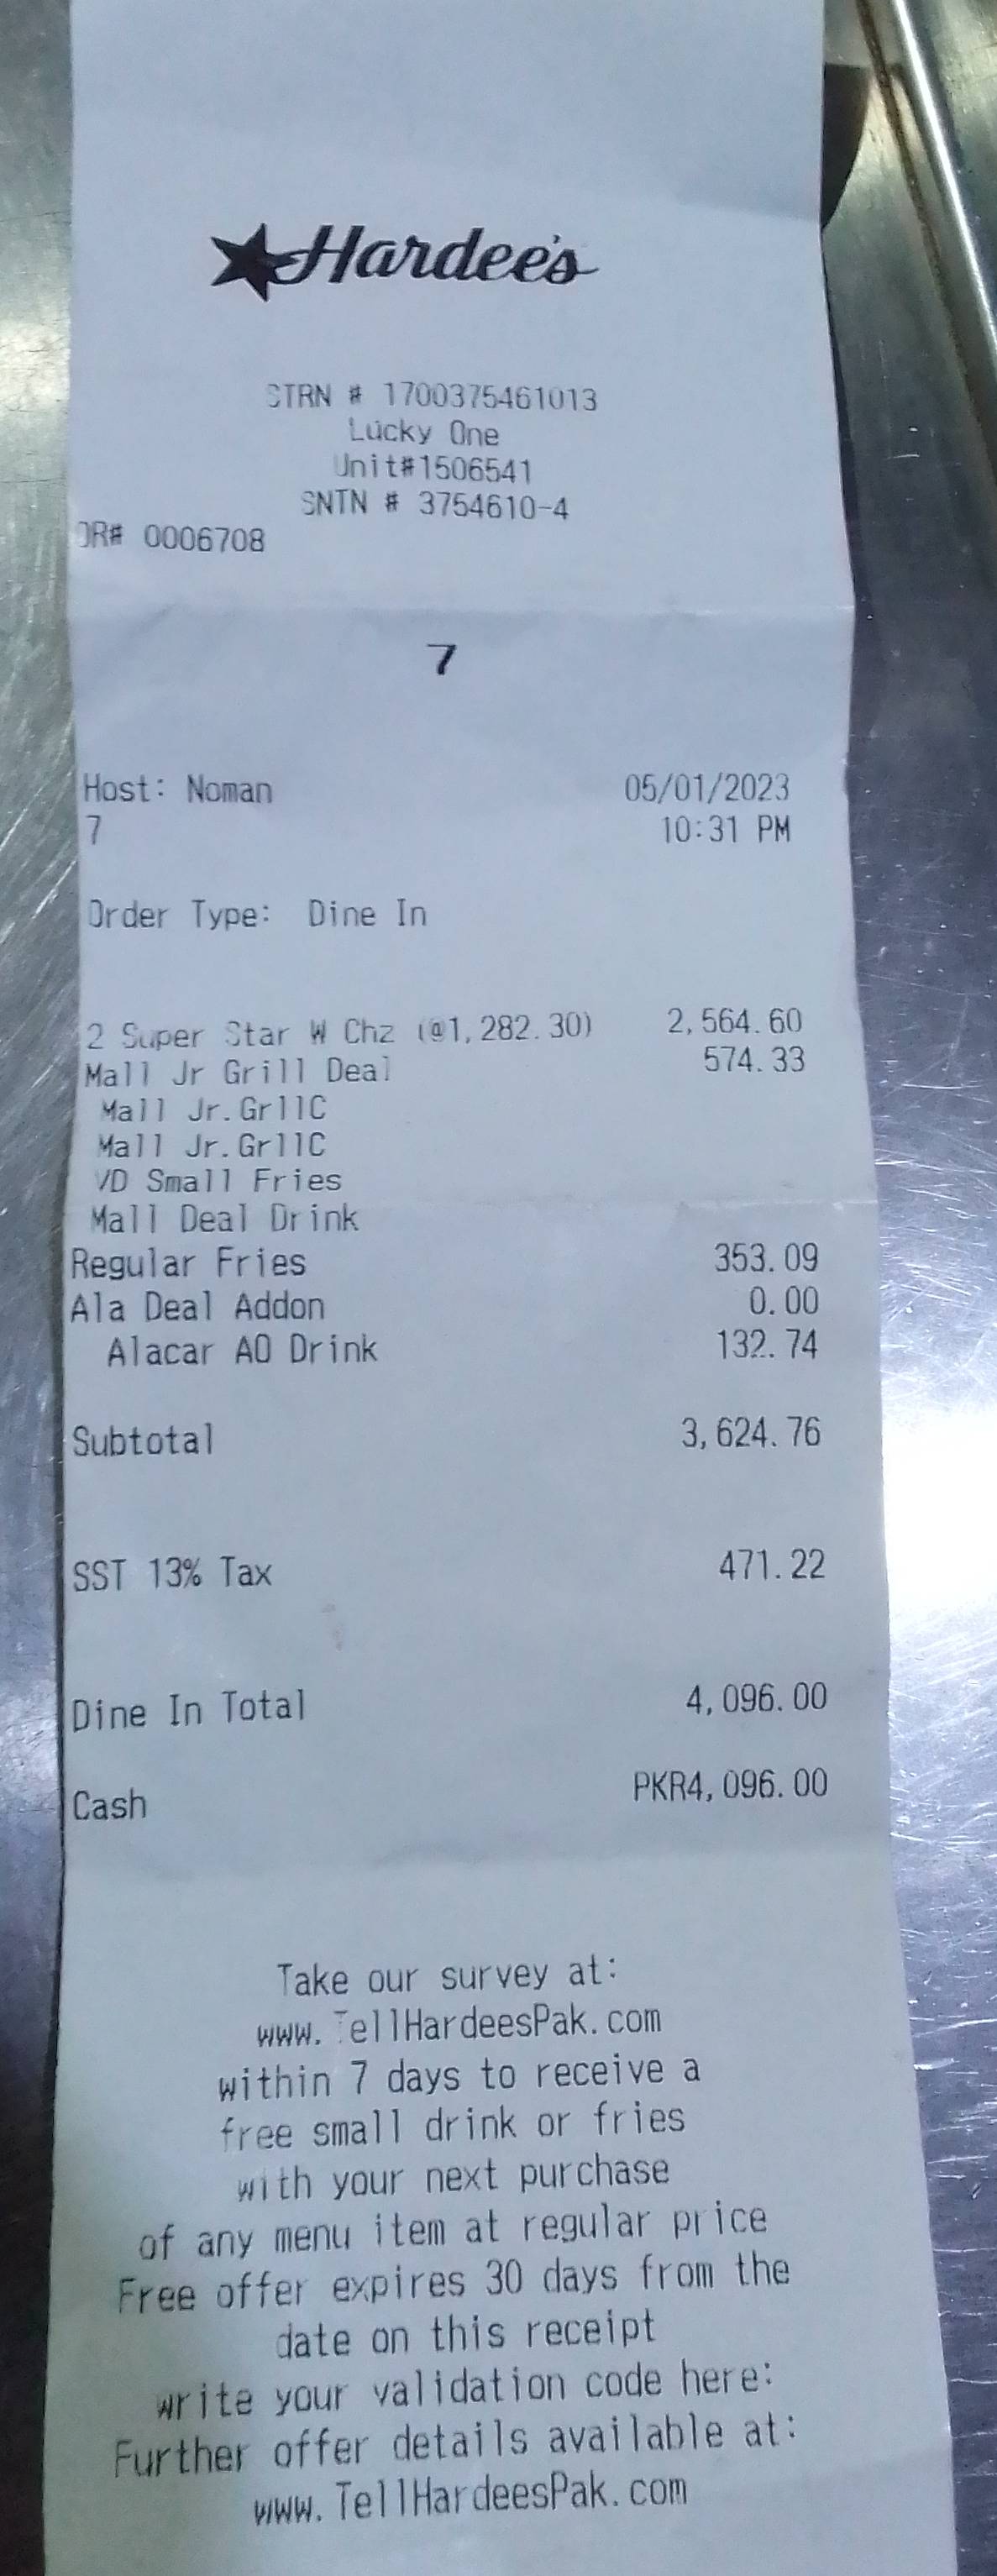 Hardee's
STRN # 1700375461013
Lucky One
Unit#1506541
SNTN # 3754610-4
OR# 0006708
7
Host: Noman 05/01/2023
7 10:31 PM
Order Type: Dine In
2 Super Star W Chz (@1,282.30) 2,564.60
Mall Jr Grill Deal 574.33
Mall Jr.GrllC
Mall Jr.GrllC
VD Small Fries
Mall Deal Drink
Regular Fries 353.09
Ala Deal Addon 0.00
Alacar AO Drink 132.74
Subtotal 3,624.76
SST 13% Tax 471.22
Dine In Total 4,096.00
Cash PKR4,096.00
Take our survey at:
www.TellHardeesPak.com
within 7 days to receive a
free small drink or fries
with your next purchase
of any menu item at regular price
Free offer expires 30 days from the
date on this receipt
write your validation code here:
Further offer details available at:
www.TellHardeesPak.com